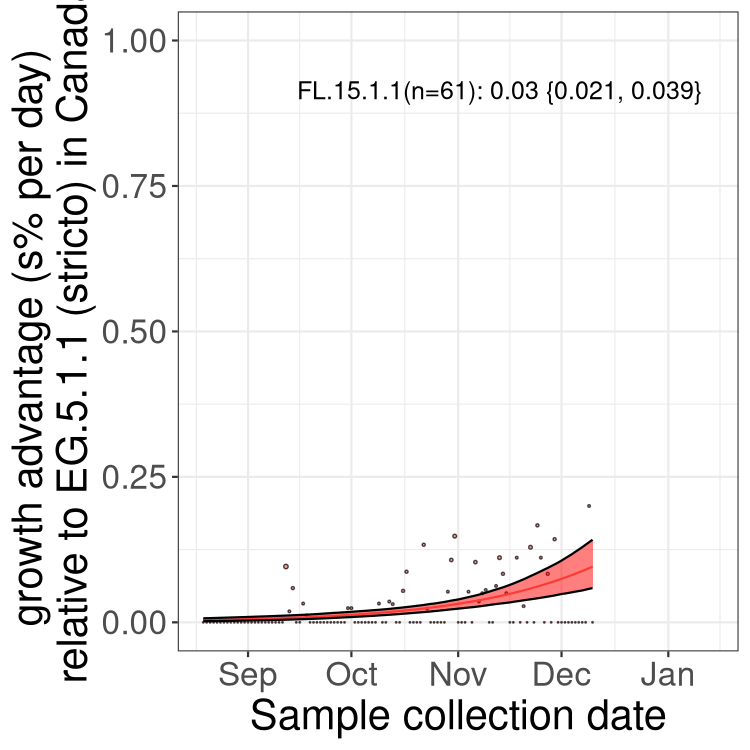 growth advantage (s% per day)
relative to EG.5.1.1 (stricto) in Canada
1.00
0.75
0.50
0.25
0.00
FL.15.1.1(n=61): 0.03 {0.021, 0.039}
Sep Oct Nov Dec Jan
Sample collection date